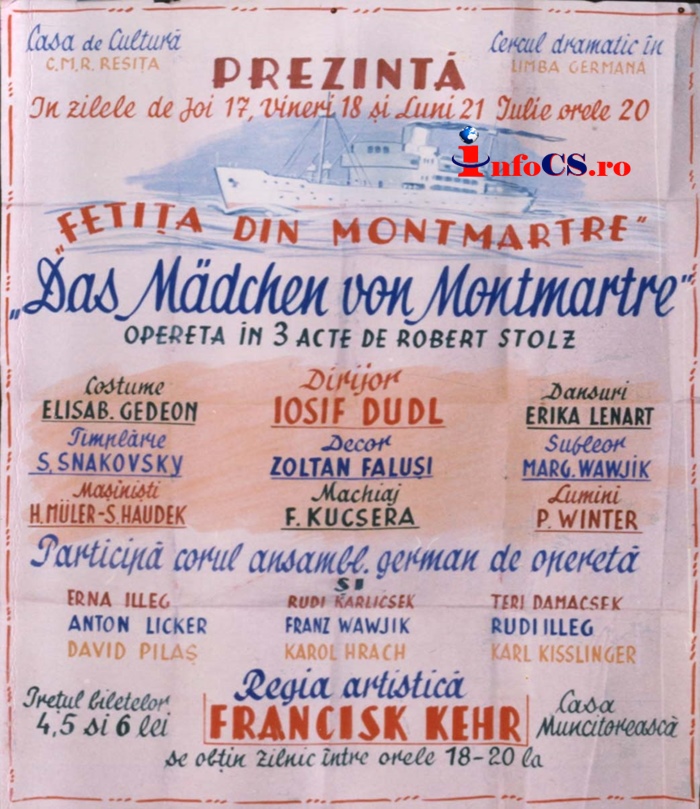 Casa de Cultură
C.M.R. REȘIȚA
Cercul dramatic în
LIMBA GERMANĂ
PREZINTĂ
In zilele de Joi 17, Vineri 18 și Luni 21 Iulie orele 20
infoCS.ro
„FETIȚA DIN MONTMARTRE"
„Das Mädchen von Montmartre"
OPERETA IN 3 ACTE DE ROBERT STOLZ
Costume
ELISAB. GEDEON
Dirijor
IOSIF DUDL
Dansuri
ERIKA LENART
Timplărie
S. SNAKOVSKY
Decor
ZOLTAN FALUȘI
Sufleor
MARG. WAWJIK
Mașiniști
H. MÜLER-S. HAUDEK
Machiaj
F. KUCSERA
Lumini
P. WINTER
Participă corul ansambl. german de operetă
ȘI
ERNA ILLEG
RUDI KARLICSEK
TERI DAMACSEK
ANTON LICKER
FRANZ WAWJIK
RUDI ILLEG
DAVID PILAȘ
KAROL HRACH
KARL KISSLINGER
Regia artistică
FRANCISK KEHR
Prețul biletelor
4,5 si 6 lei
Casa
Muncitorească
se obțin zilnic între orele 18-20 la